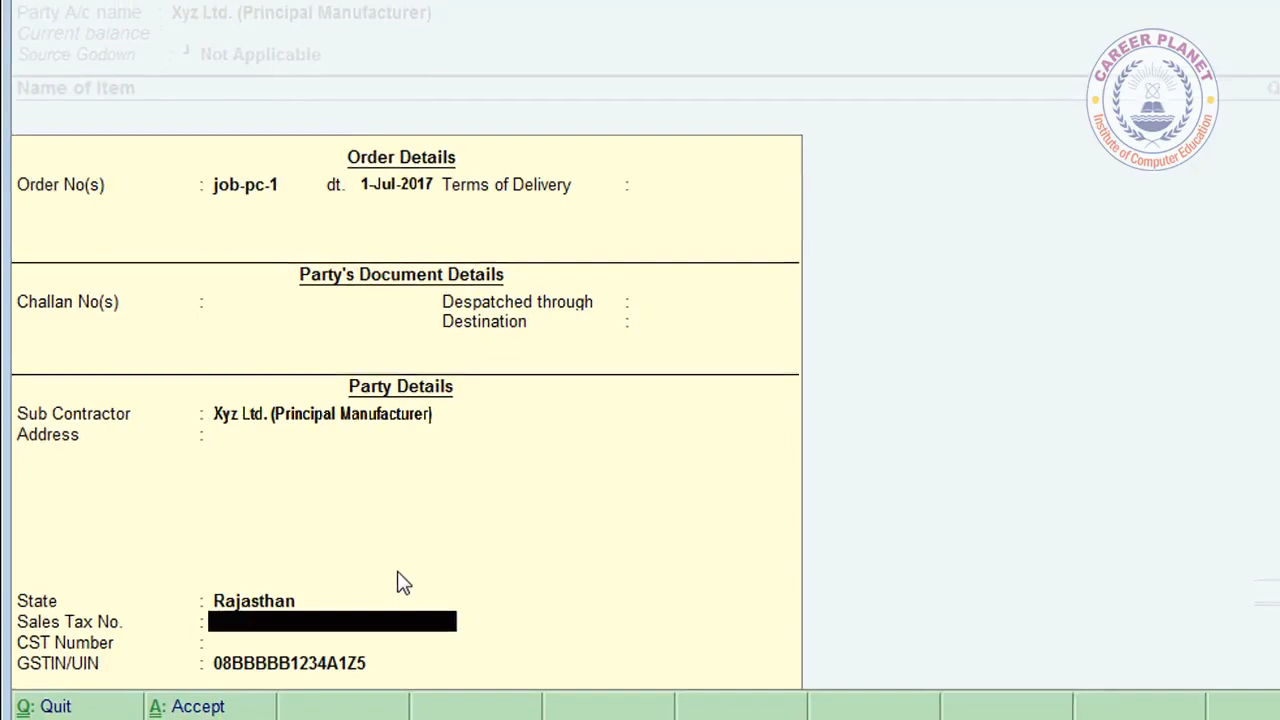 Party A/c name : Xyz Ltd. (Principal Manufacturer)
Current balance :
Source Godown : ┘ Not Applicable
Name of Item Q
CAREER PLANET
Institute of Computer Education
Order Details
Order No(s) : job-pc-1 dt. 1-Jul-2017 Terms of Delivery :
Party's Document Details
Challan No(s) : Despatched through :
Destination :
Party Details
Sub Contractor : Xyz Ltd. (Principal Manufacturer)
Address :
State : Rajasthan
Sales Tax No. :
CST Number :
GSTIN/UIN : 08BBBBB1234A1Z5
Q: Quit A: Accept